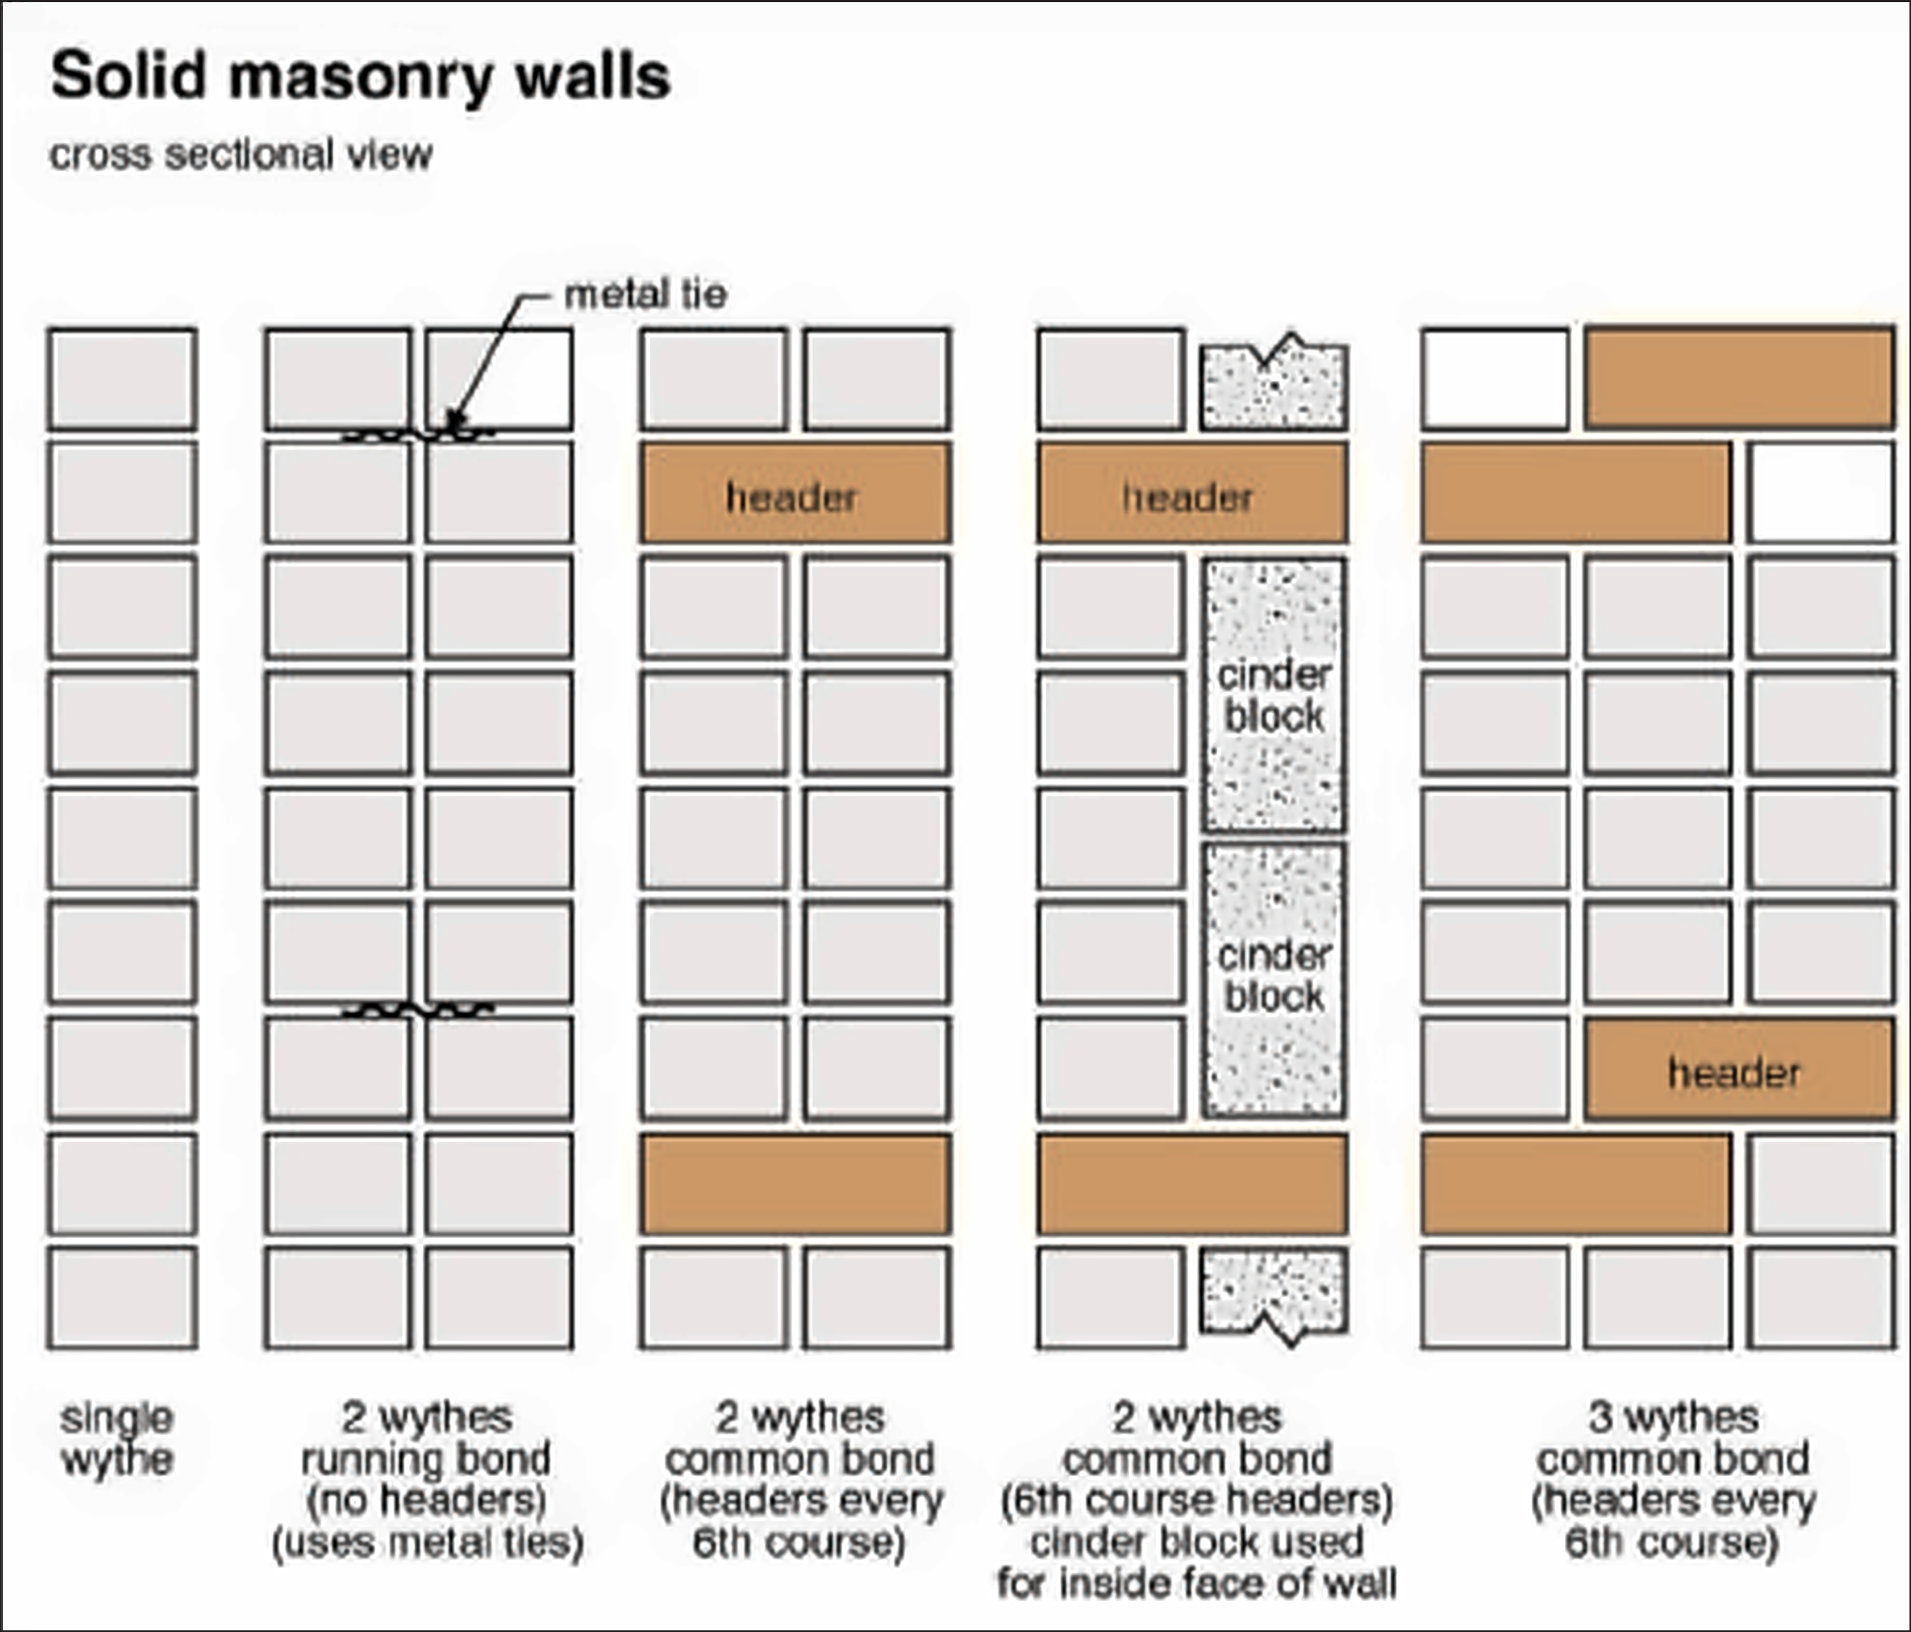 Solid masonry walls
cross sectional view
metal tie
header
header
cinder
block
cinder
block
header
single
wythe
2 wythes
running bond
(no headers)
(uses metal ties)
2 wythes
common bond
(headers every
6th course)
2 wythes
common bond
(6th course headers)
cinder block used
for inside face of wall
3 wythes
common bond
(headers every
6th course)